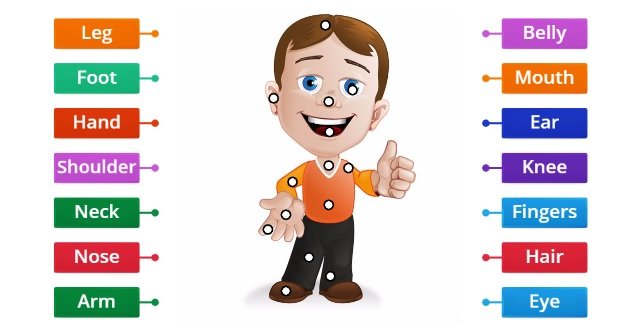 Leg
Foot
Hand
Shoulder
Neck
Nose
Arm
Belly
Mouth
Ear
Knee
Fingers
Hair
Eye